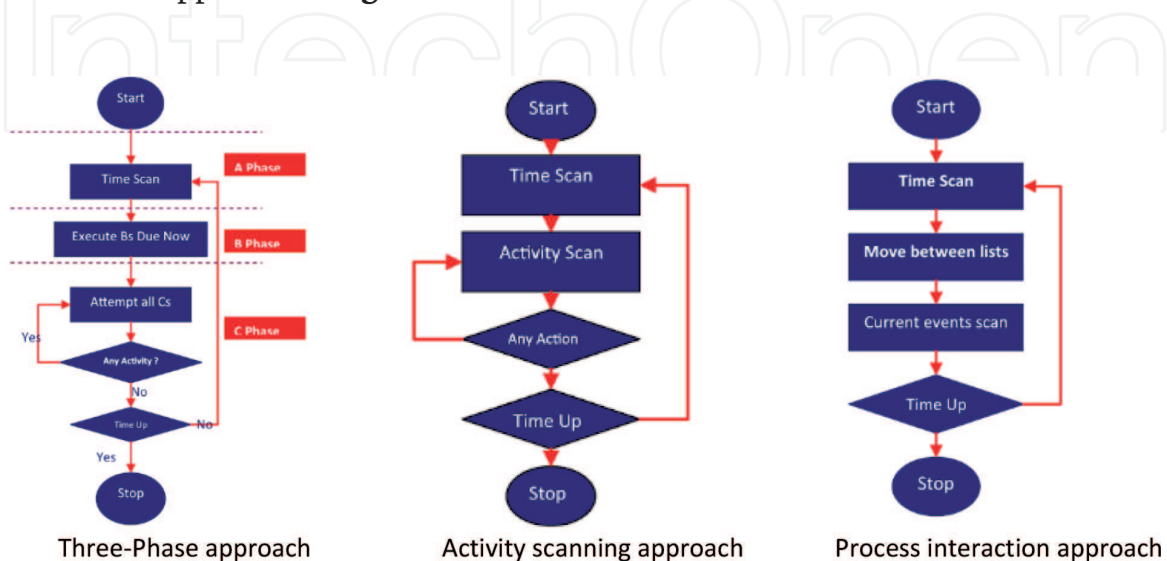 IntechOpen
Start
Time Scan
A Phase
Execute Bs Due Now
B Phase
Attempt all Cs
C Phase
Yes
Any Activity ?
No
Time Up
No
Yes
Stop
Three-Phase approach
Start
Time Scan
Activity Scan
Any Action
Time Up
Stop
Activity scanning approach
Start
Time Scan
Move between lists
Current events scan
Time Up
Stop
Process interaction approach